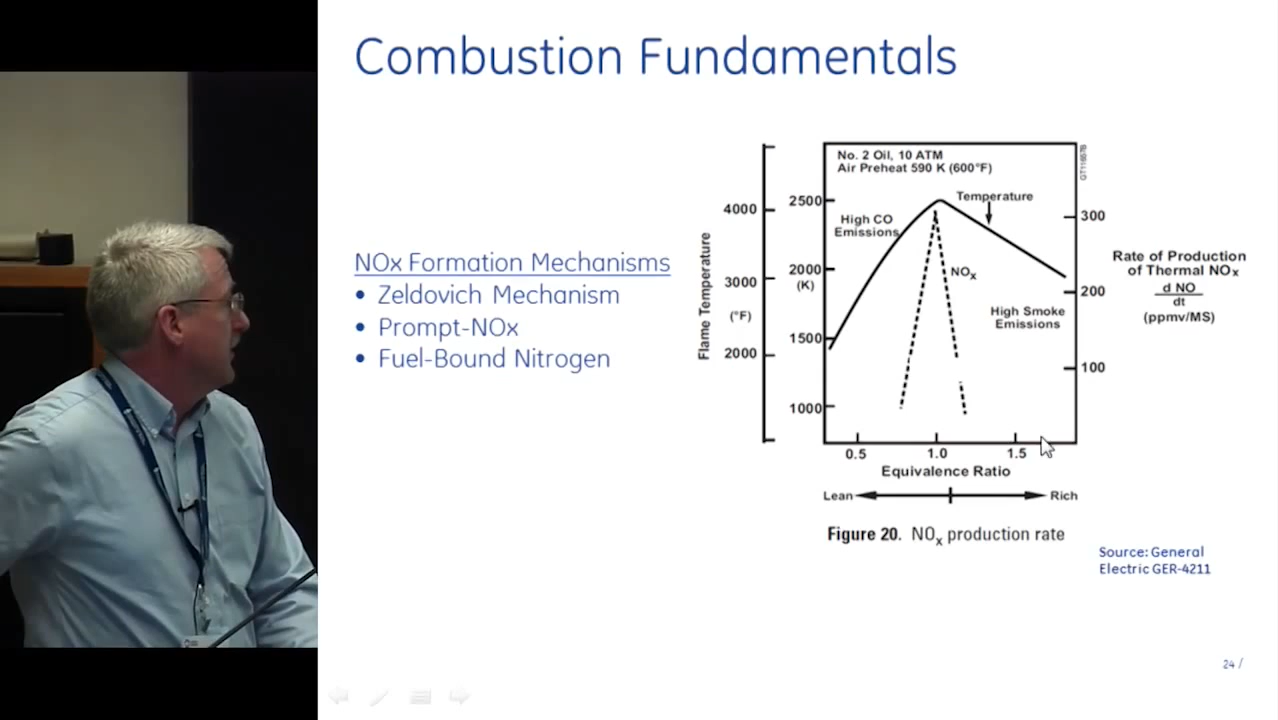 Combustion Fundamentals
NOx Formation Mechanisms
• Zeldovich Mechanism
• Prompt-NOx
• Fuel-Bound Nitrogen
No. 2 Oil, 10 ATM
Air Preheat 590 K (600°F)
GT11657B
Temperature
High CO
Emissions
NOx
High Smoke
Emissions
Flame Temperature
4000
3000
(°F)
2000
2500
2000
(K)
1500
1000
300
200
100
Rate of Production
of Thermal NOx
d NO
dt
(ppmv/MS)
0.5 1.0 1.5
Equivalence Ratio
Lean Rich
Figure 20. NOx production rate
Source: General
Electric GER-4211
24 /